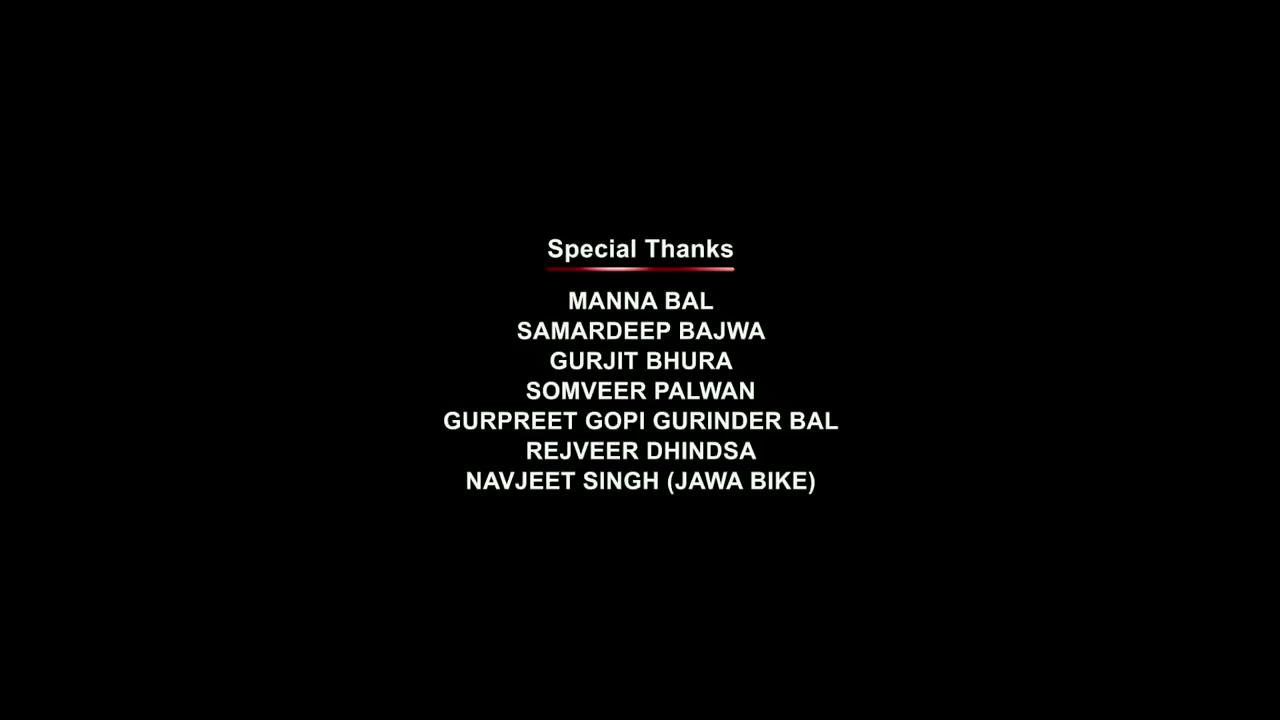 Special Thanks
MANNA BAL
SAMARDEEP BAJWA
GURJIT BHURA
SOMVEER PALWAN
GURPREET GOPI GURINDER BAL
REJVEER DHINDSA
NAVJEET SINGH (JAWA BIKE)